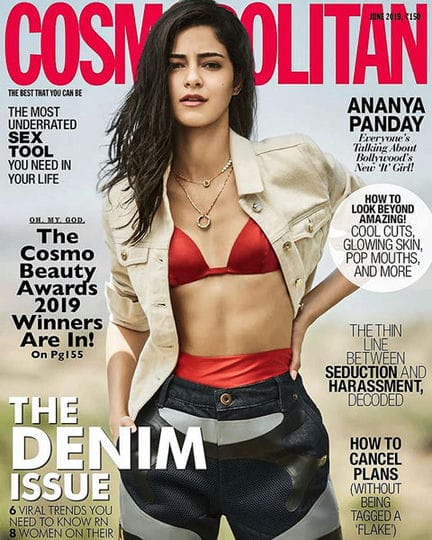 COSMOPOLITAN
JUNE 2019, ₹150
THE BEST THAT YOU CAN BE
THE MOST
UNDERRATED
SEX
TOOL
YOU NEED IN
YOUR LIFE
OH. MY. GOD.
The
Cosmo
Beauty
Awards
2019
Winners
Are In!
On Pg155
THE
DENIM
ISSUE
6 VIRAL TRENDS YOU
NEED TO KNOW RN
8 WOMEN ON THEIR
ANANYA
PANDAY
Everyone's
Talking About
Bollywood's
New 'It' Girl!
HOW TO
LOOK BEYOND
AMAZING!
COOL CUTS,
GLOWING SKIN,
POP MOUTHS,
AND MORE
THE THIN
LINE
BETWEEN
SEDUCTION AND
HARASSMENT,
DECODED
HOW TO
CANCEL
PLANS
(WITHOUT
BEING
TAGGED A
'FLAKE')